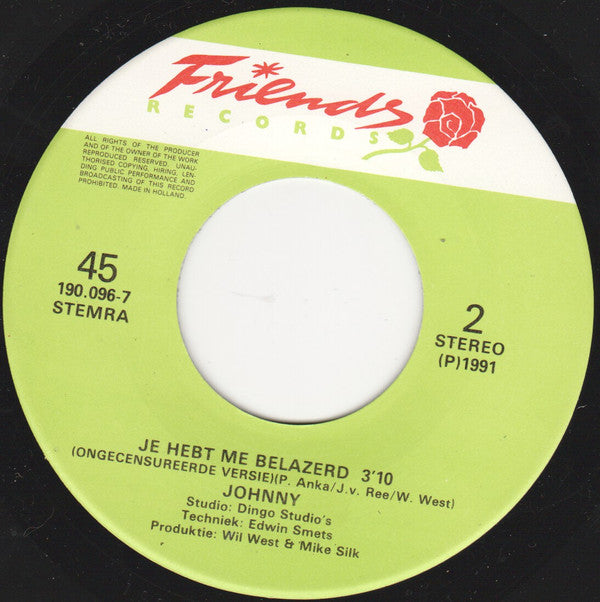 Friends
RECORDS
ALL RIGHTS OF THE PRODUCER
AND OF THE OWNER OF THE WORK
REPRODUCED RESERVED. UNAU-
THORISED COPYING, HIRING, LEN-
DING PUBLIC PERFORMANCE AND
BROADCASTING OF THIS RECORD
PROHIBITED. MADE IN HOLLAND.
45
190.096-7
STEMRA
2
STEREO
(P)1991
JE HEBT ME BELAZERD 3'10
(ONGECENSUREERDE VERSIE)(P. Anka/J.v. Ree/W. West)
JOHNNY
Studio: Dingo Studio's
Techniek: Edwin Smets
Produktie: Wil West & Mike Silk